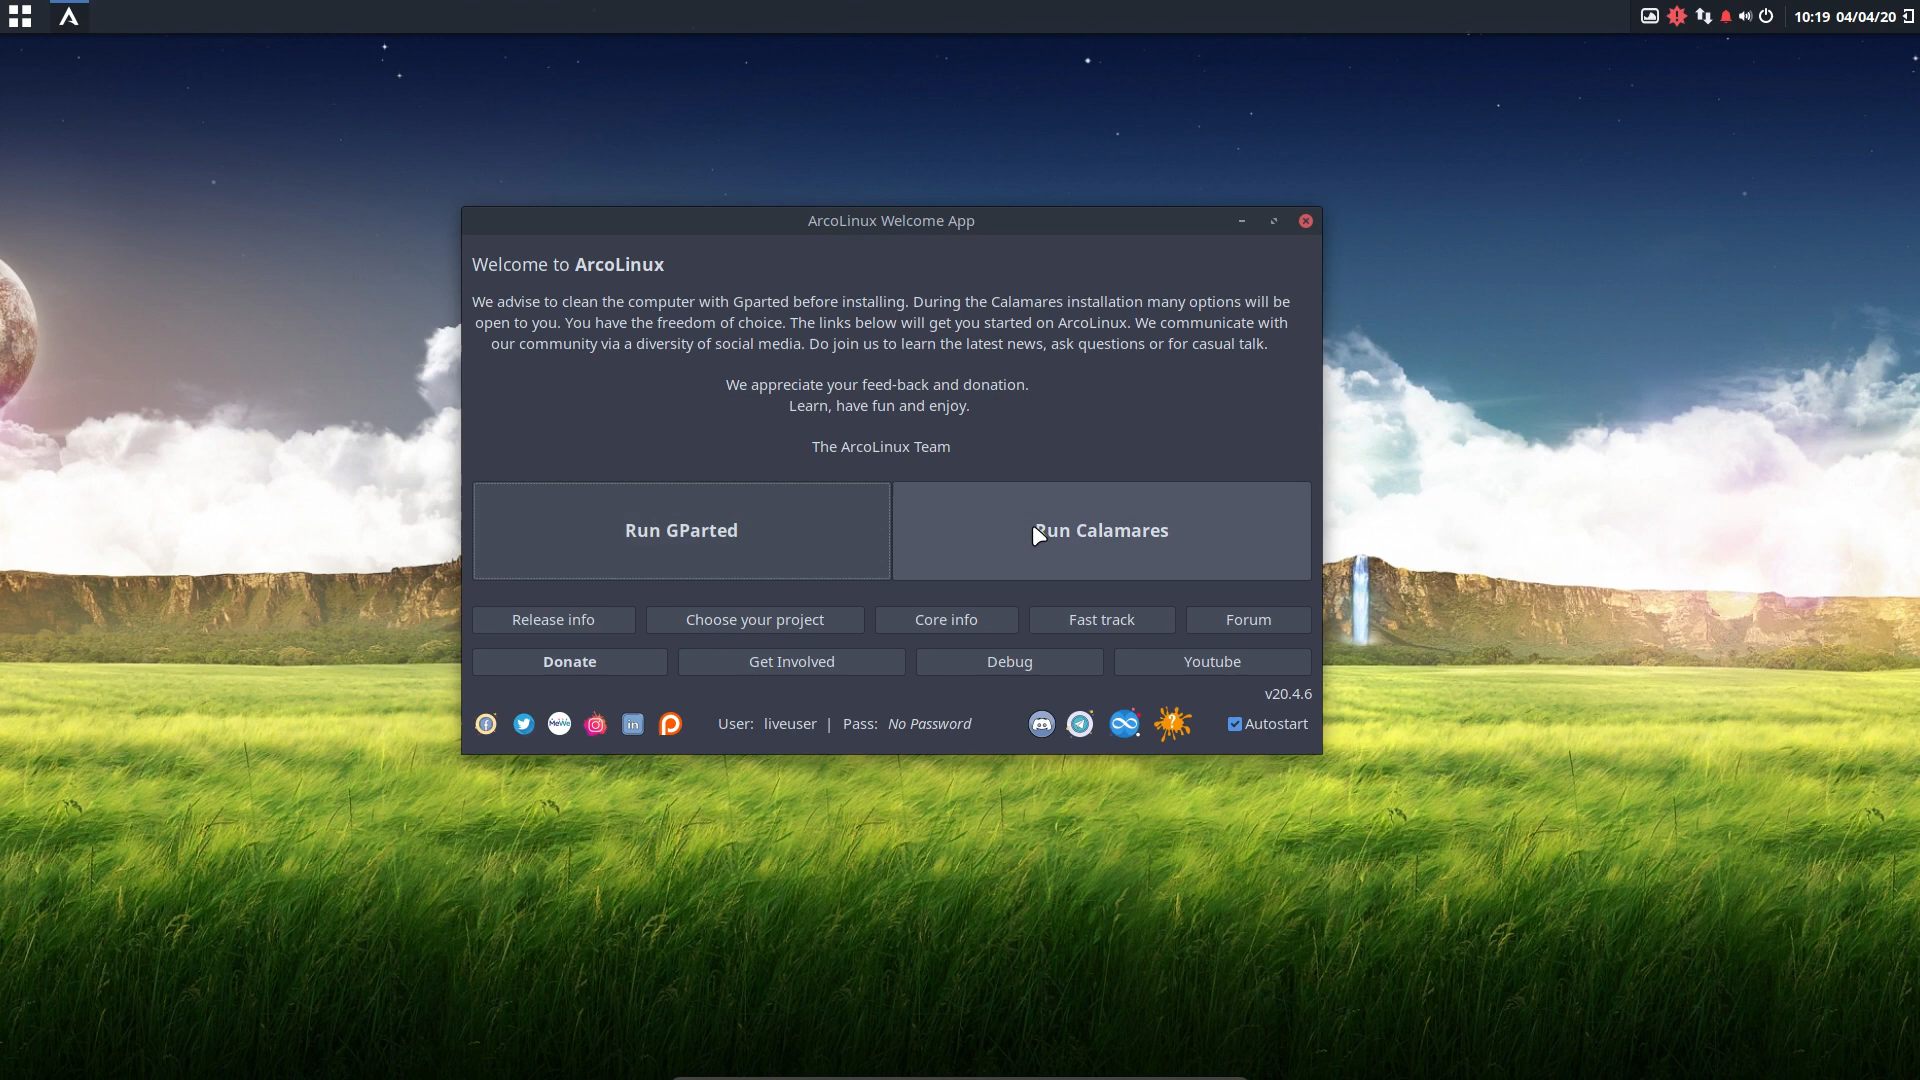 10:19 04/04/20
ArcoLinux Welcome App
Welcome to ArcoLinux
We advise to clean the computer with Gparted before installing. During the Calamares installation many options will be
open to you. You have the freedom of choice. The links below will get you started on ArcoLinux. We communicate with
our community via a diversity of social media. Do join us to learn the latest news, ask questions or for casual talk.
We appreciate your feed-back and donation.
Learn, have fun and enjoy.
The ArcoLinux Team
Run GParted Run Calamares
Release info Choose your project Core info Fast track Forum
Donate Get Involved Debug Youtube
v20.4.6
MeWe in User: liveuser | Pass: No Password ? Autostart